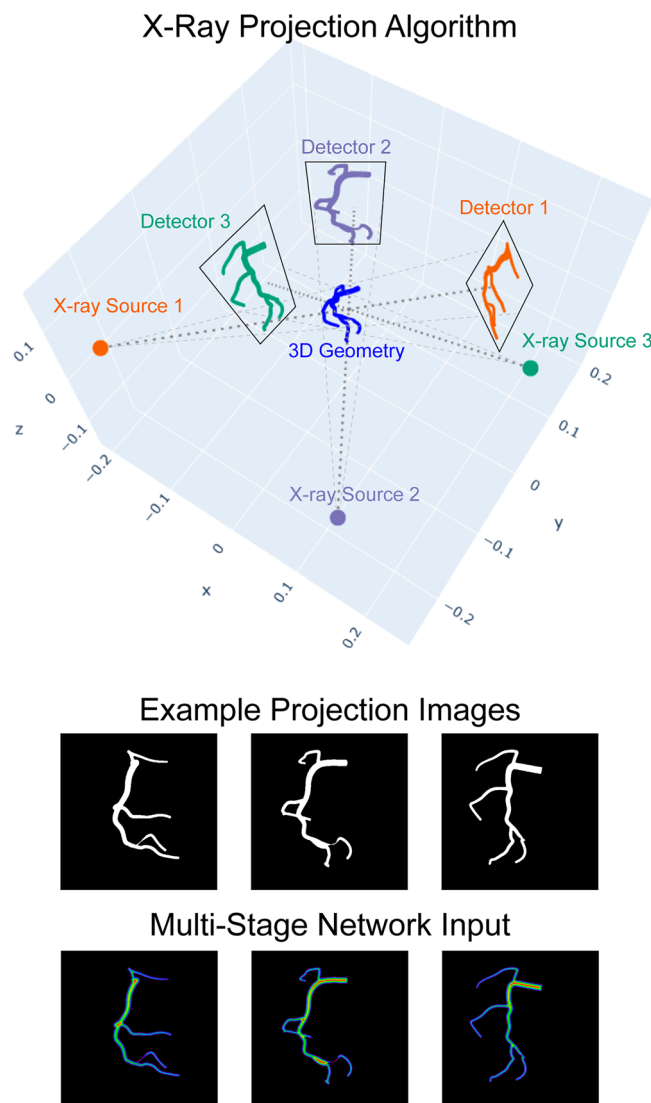 X-Ray Projection Algorithm
Detector 2
Detector 3
Detector 1
X-ray Source 1
X-ray Source 3
3D Geometry
0.1
0
z
−0.1
−0.2
−0.1
0
x
0.1
0.2
X-ray Source 2
0.2
0.1
0
y
−0.1
−0.2
Example Projection Images
Multi-Stage Network Input